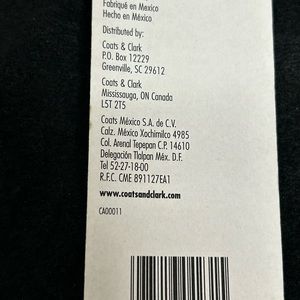 Fabriqué en Mexico
Hecho en México
Distributed by:
Coats & Clark
P.O. Box 12229
Greenville, SC 29612
Coats & Clark
Mississauga, ON Canada
L5T 2T5
Coats México S.A. de C.V.
Calz. México Xochimilco 4985
Col. Arenal Tepepan C.P. 14610
Delegación Tlalpan Méx. D.F.
Tel 52-27-18-00
R.F.C. CME 891127EA1
www.coatsandclark.com
CA00011